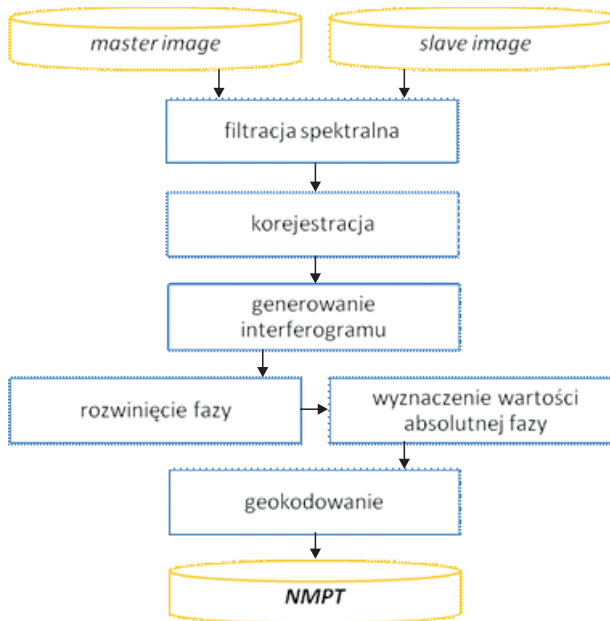 master image
slave image
filtracja spektralna
korejestracja
generowanie
interferogramu
rozwinięcie fazy
wyznaczenie wartości
absolutnej fazy
geokodowanie
NMPT